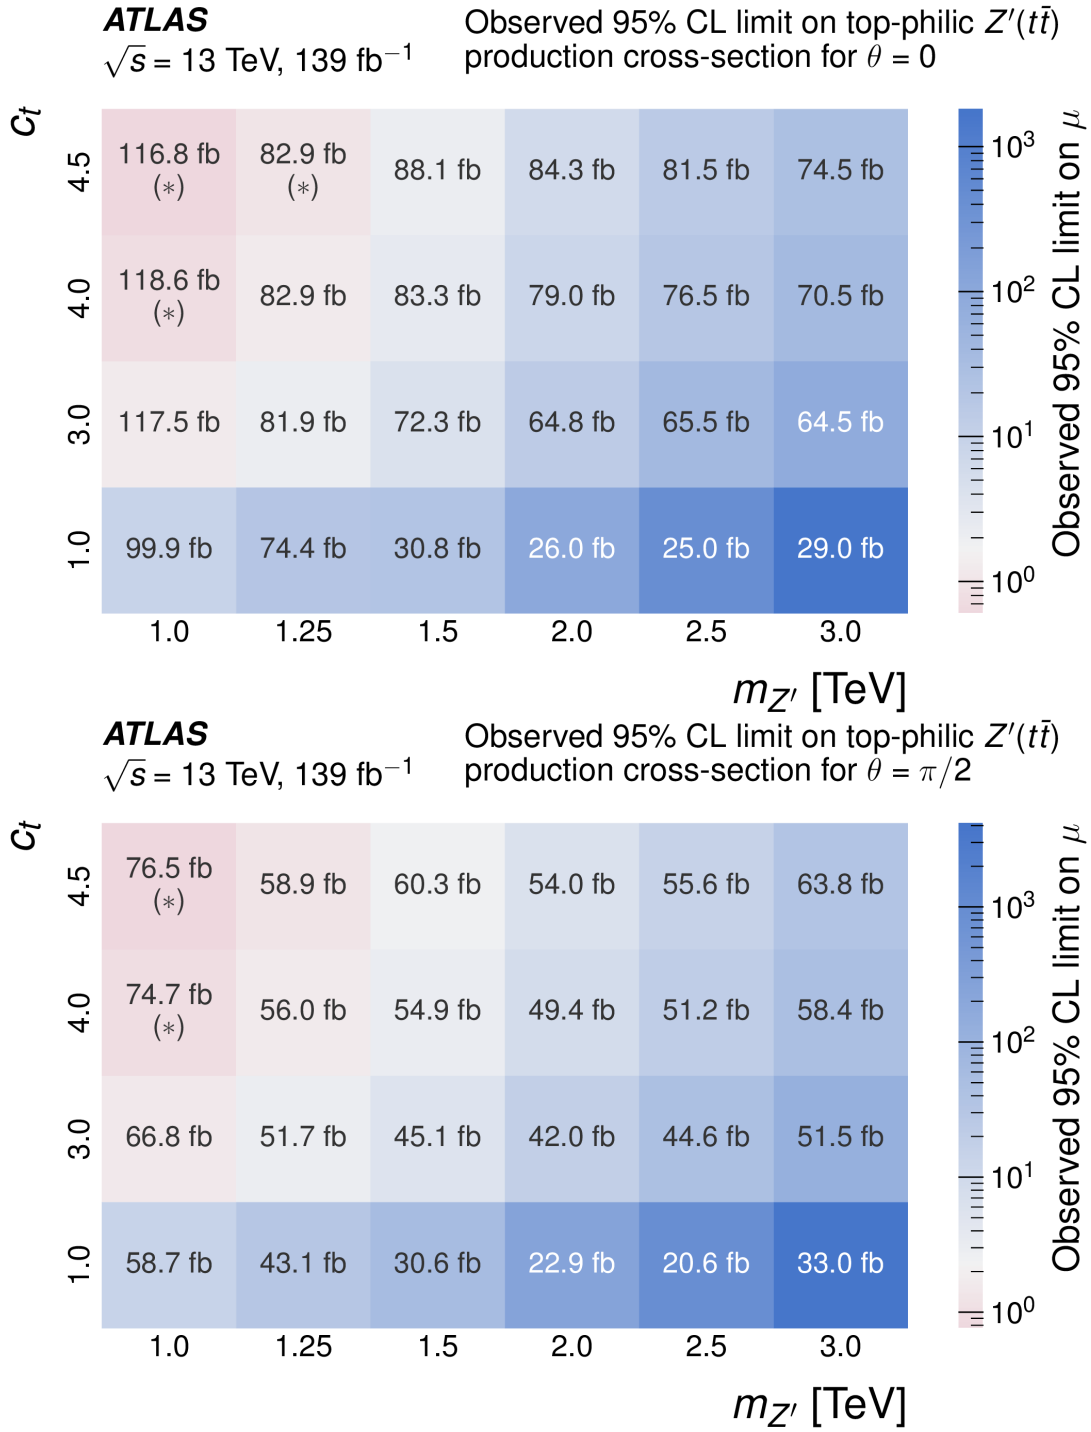 ATLAS
√s = 13 TeV, 139 fb⁻¹
Observed 95% CL limit on top-philic Z′(tt̄)
production cross-section for θ = 0
cₜ
4.5
116.8 fb
(∗)
82.9 fb
(∗)
88.1 fb
84.3 fb
81.5 fb
74.5 fb
4.0
118.6 fb
(∗)
82.9 fb
83.3 fb
79.0 fb
76.5 fb
70.5 fb
3.0
117.5 fb
81.9 fb
72.3 fb
64.8 fb
65.5 fb
64.5 fb
1.0
99.9 fb
74.4 fb
30.8 fb
26.0 fb
25.0 fb
29.0 fb
1.0
1.25
1.5
2.0
2.5
3.0
m_Z′ [TeV]
10³
10²
10¹
10⁰
Observed 95% CL limit on μ
ATLAS
√s = 13 TeV, 139 fb⁻¹
Observed 95% CL limit on top-philic Z′(tt̄)
production cross-section for θ = π/2
cₜ
4.5
76.5 fb
(∗)
58.9 fb
60.3 fb
54.0 fb
55.6 fb
63.8 fb
4.0
74.7 fb
(∗)
56.0 fb
54.9 fb
49.4 fb
51.2 fb
58.4 fb
3.0
66.8 fb
51.7 fb
45.1 fb
42.0 fb
44.6 fb
51.5 fb
1.0
58.7 fb
43.1 fb
30.6 fb
22.9 fb
20.6 fb
33.0 fb
1.0
1.25
1.5
2.0
2.5
3.0
m_Z′ [TeV]
10³
10²
10¹
10⁰
Observed 95% CL limit on μ